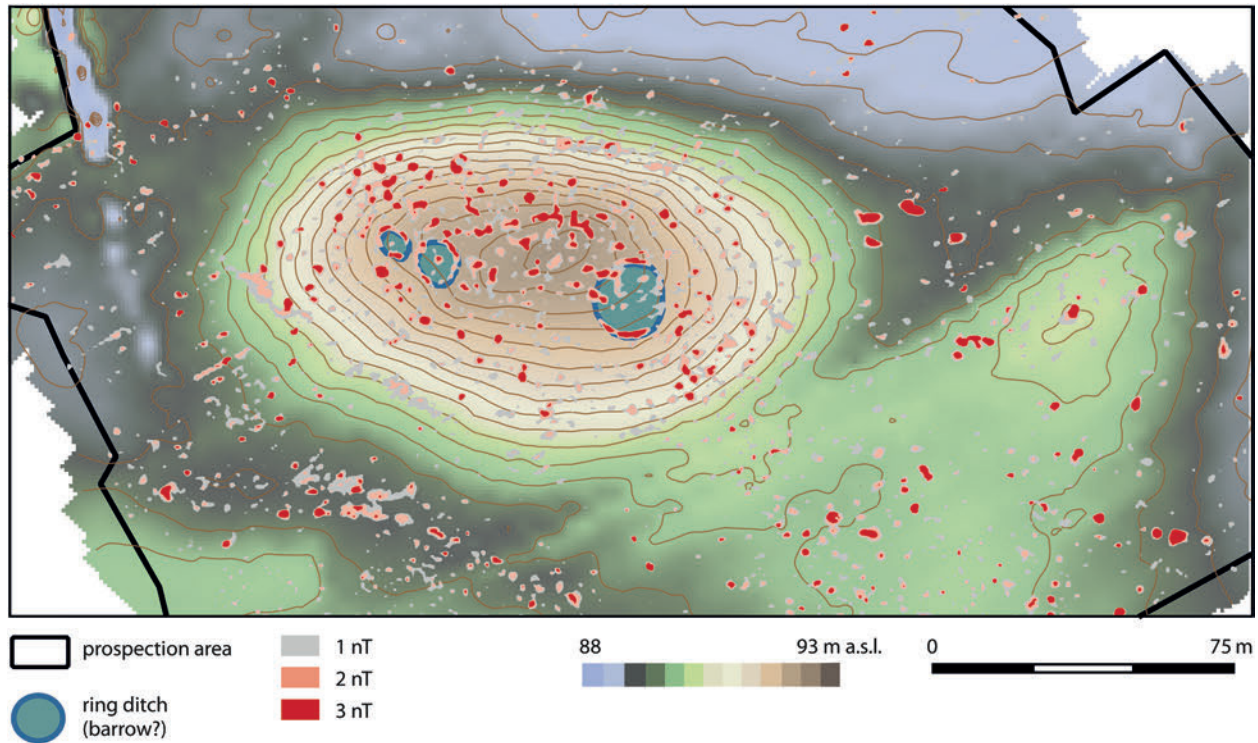 prospection area
ring ditch
(barrow?)
1 nT
2 nT
3 nT
88 93 m a.s.l.
0 75 m